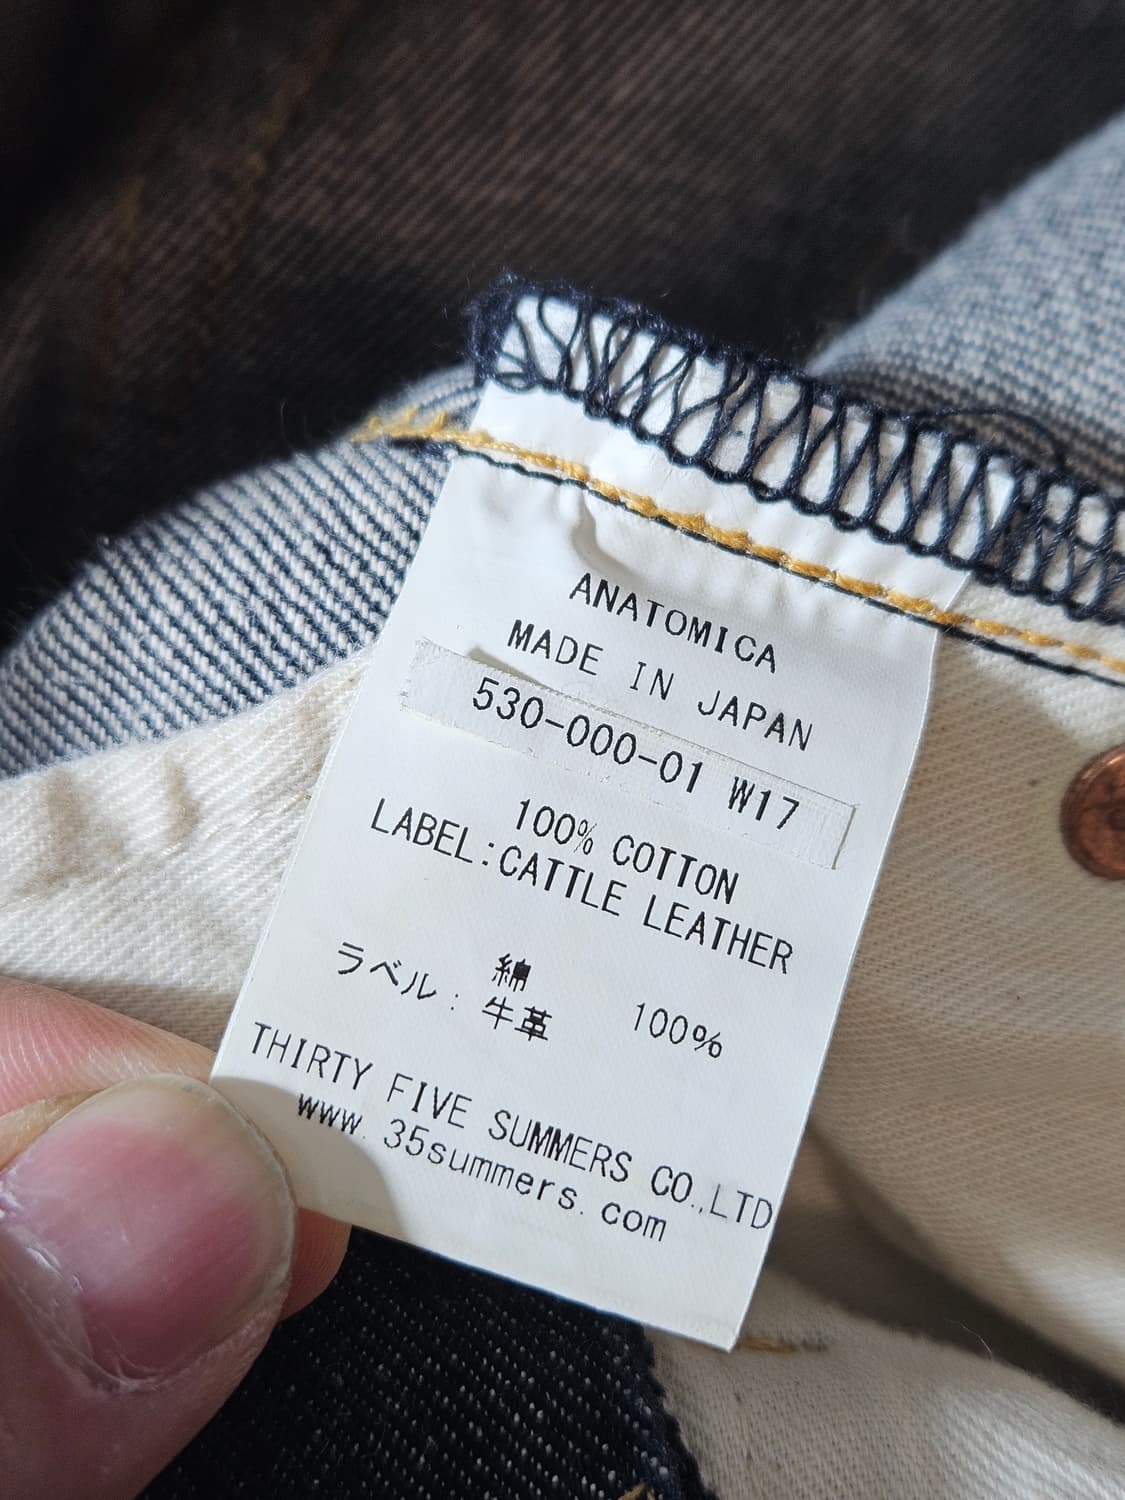 ANATOMICA
MADE IN JAPAN
530-000-01 W17
100% COTTON
LABEL:CATTLE LEATHER
綿 100%
ラベル: 牛革
THIRTY FIVE SUMMERS CO.,LTD
www.35summers.com